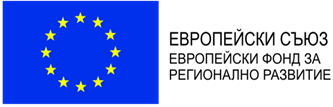 ЕВРОПЕЙСКИ СЪЮЗ
ЕВРОПЕЙСКИ ФОНД ЗА
РЕГИОНАЛНО РАЗВИТИЕ